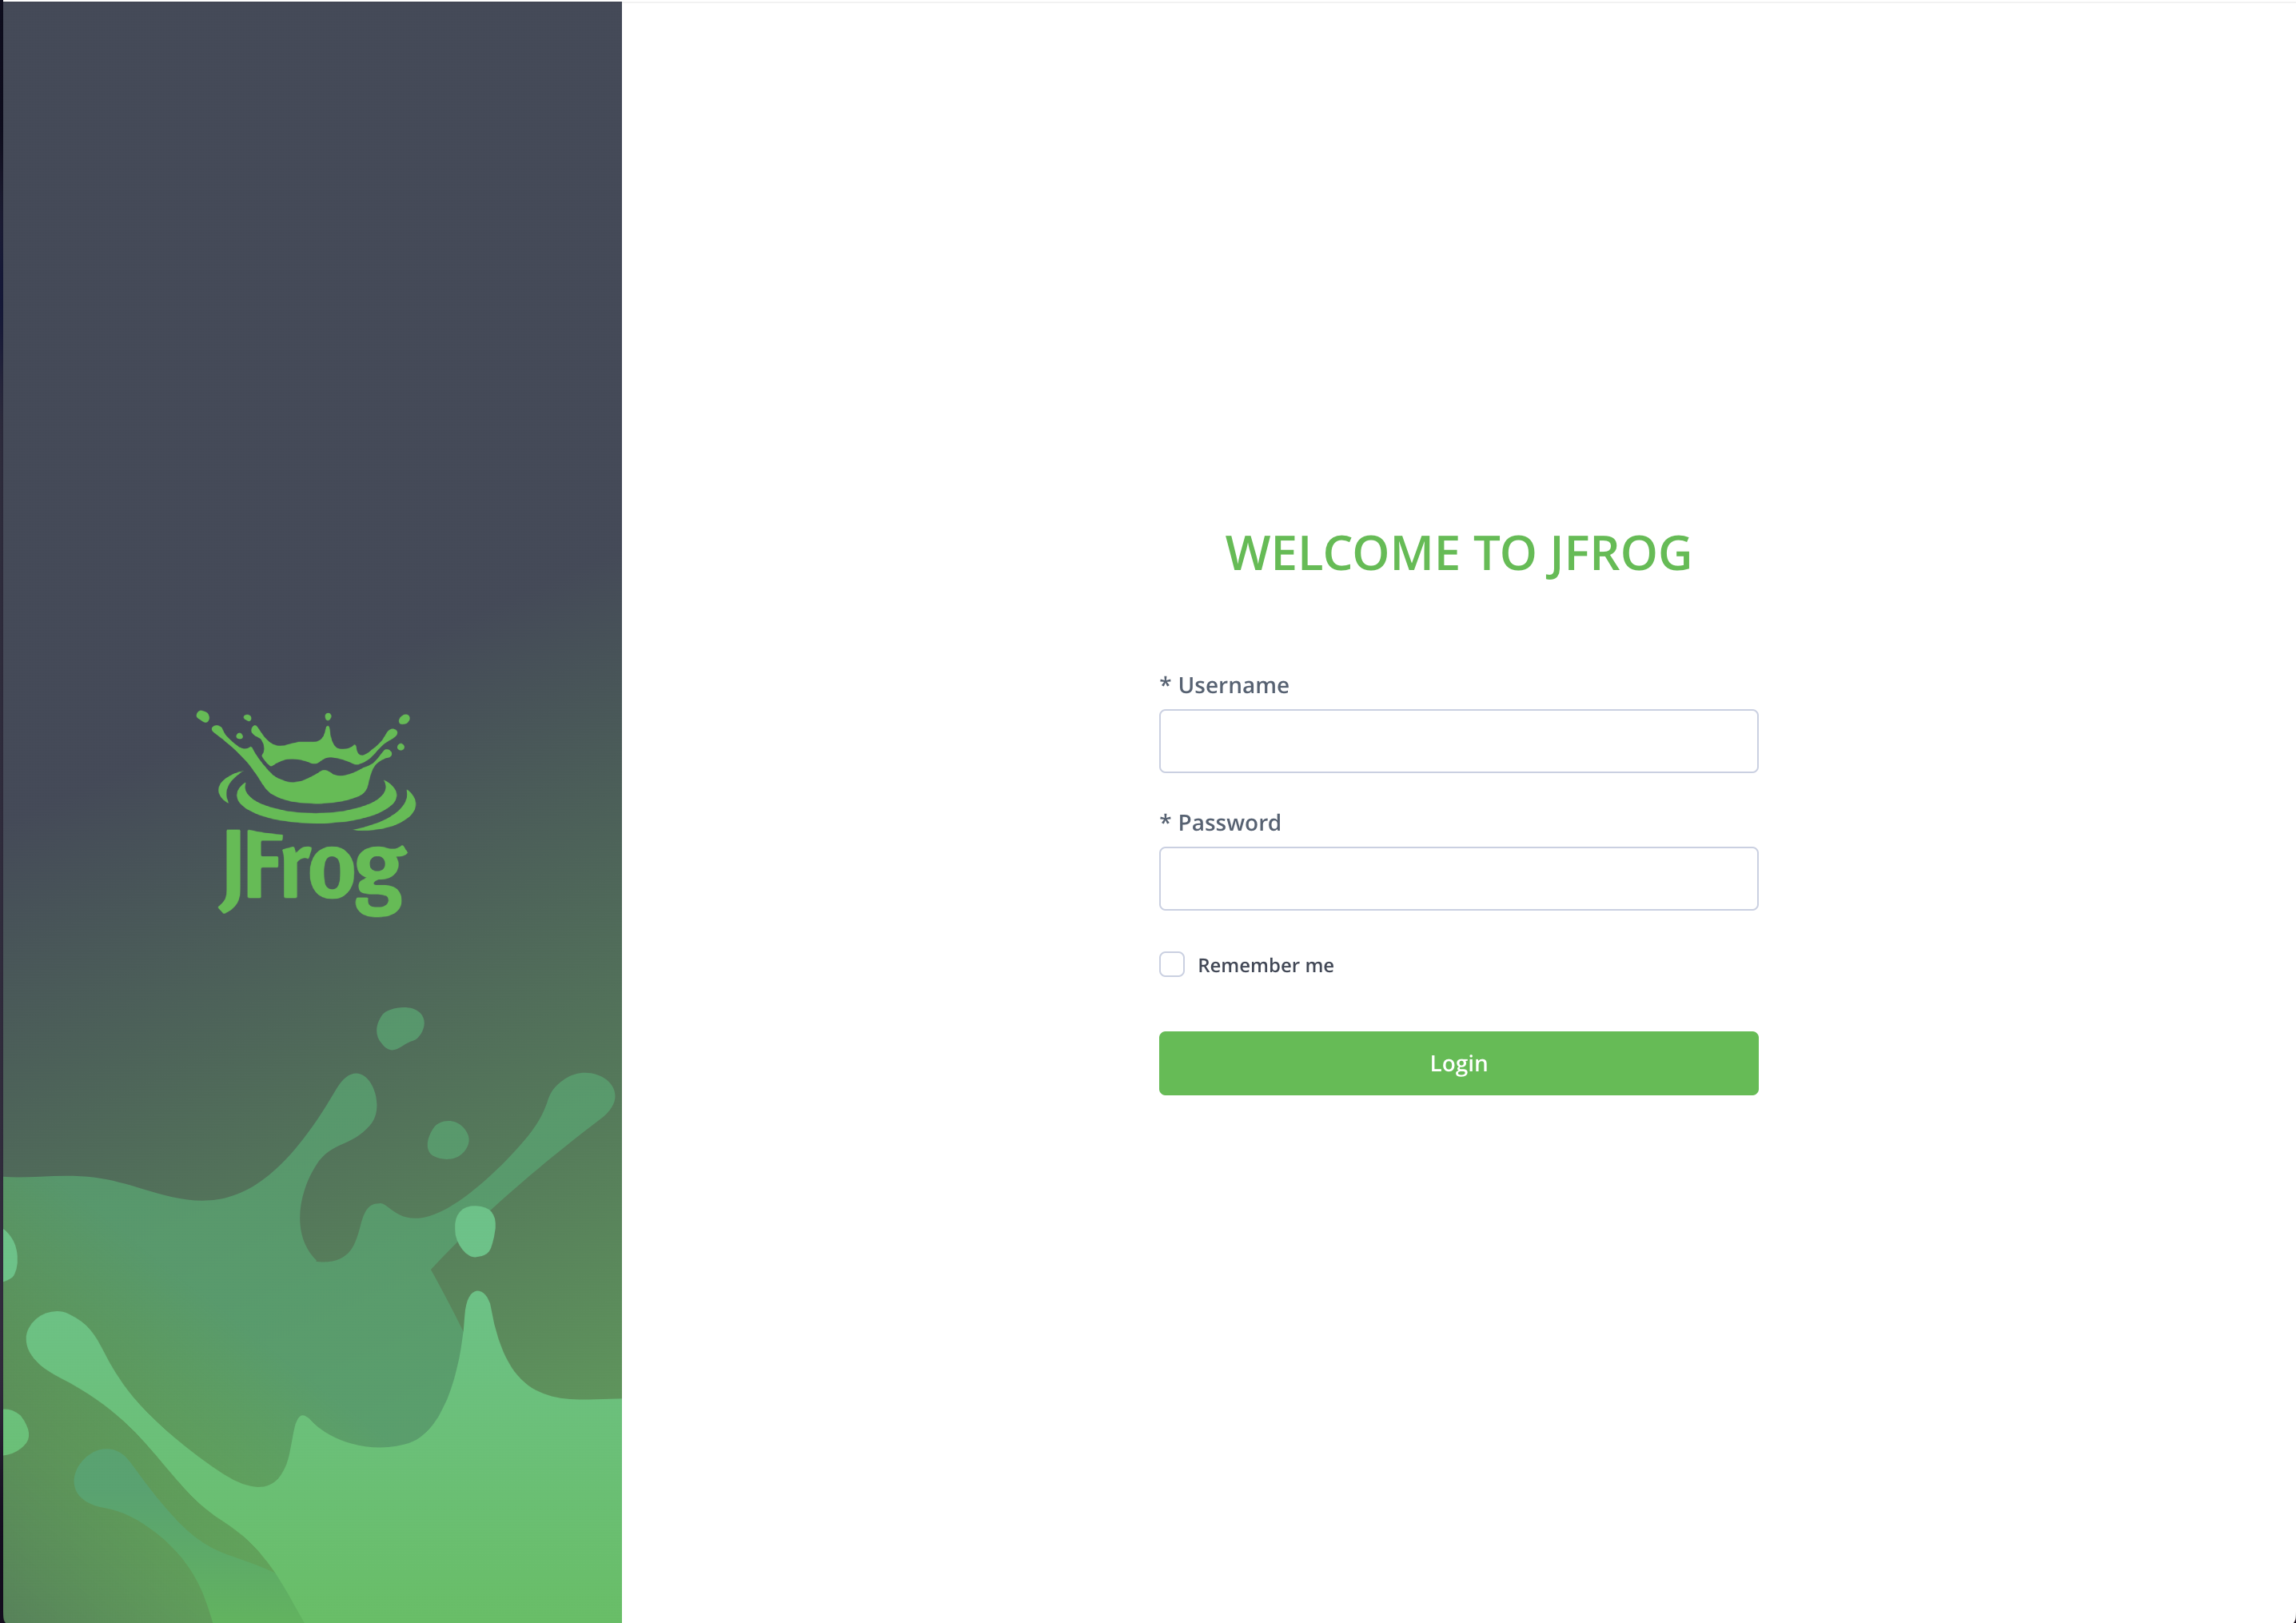 JFrog
WELCOME TO JFROG
* Username
* Password
Remember me
Login